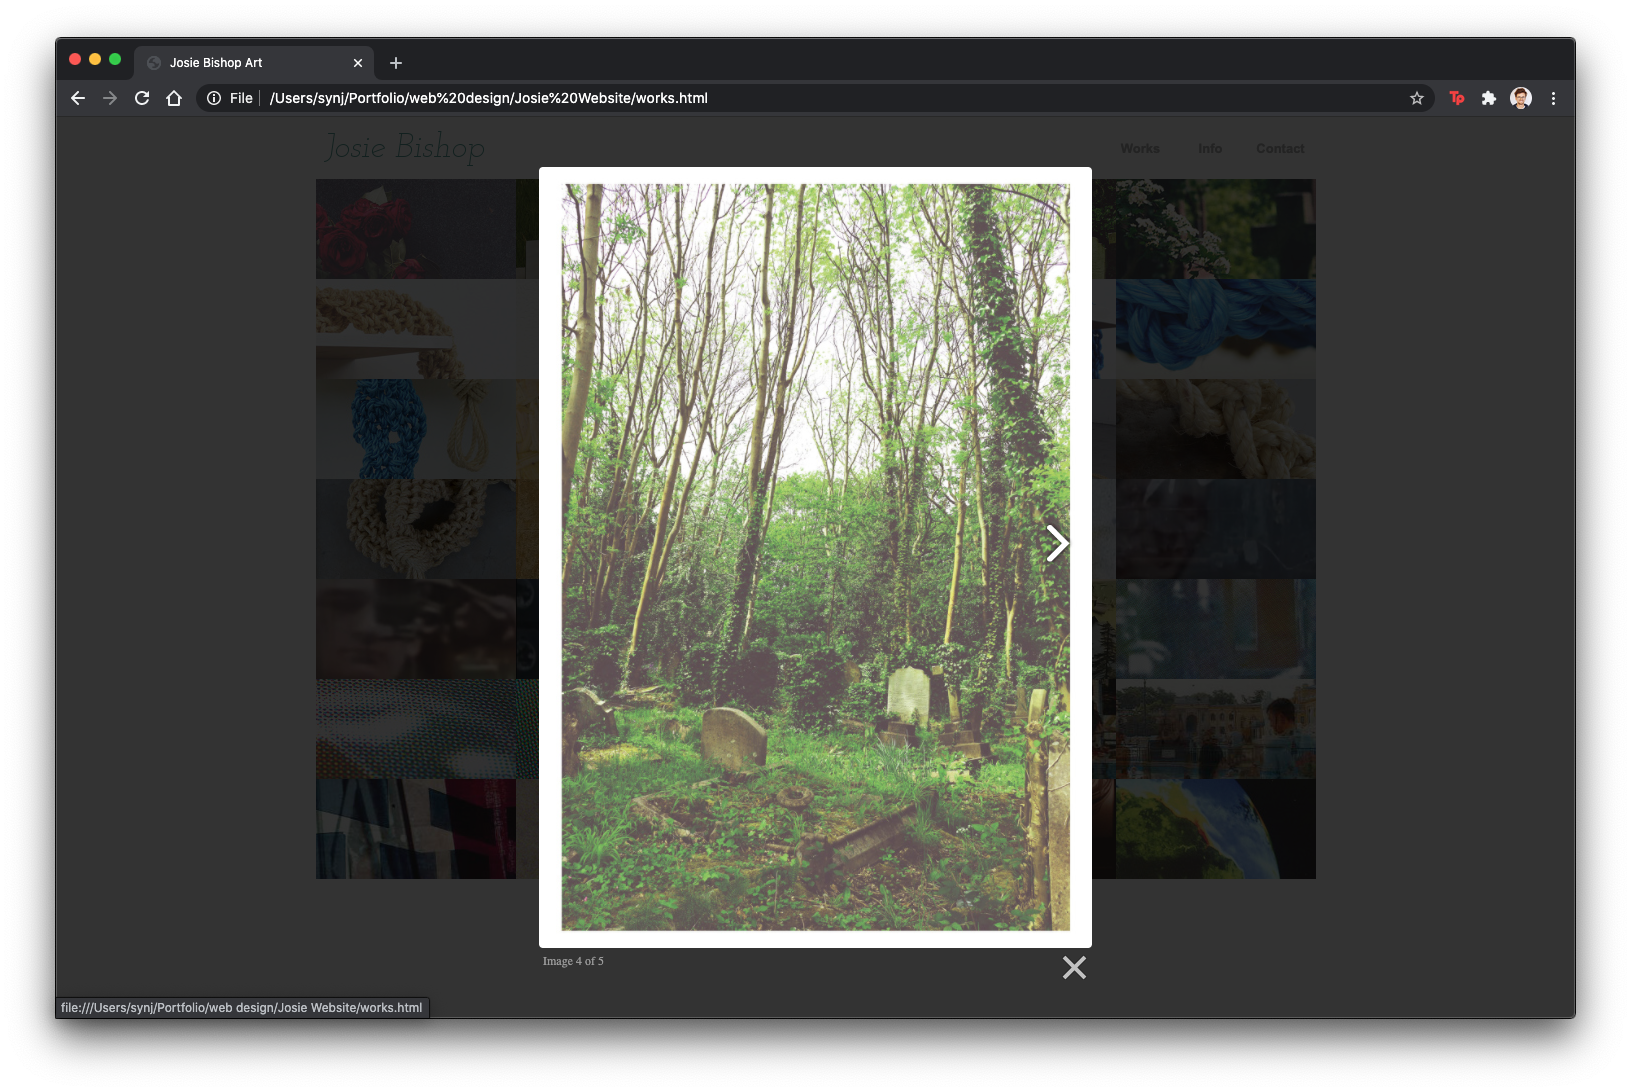 Josie Bishop Art
File
/Users/synj/Portfolio/web%20design/Josie%20Website/works.html
Tp
Josie Bishop
Works Info Contact
Image 4 of 5
file:///Users/synj/Portfolio/web design/Josie Website/works.html